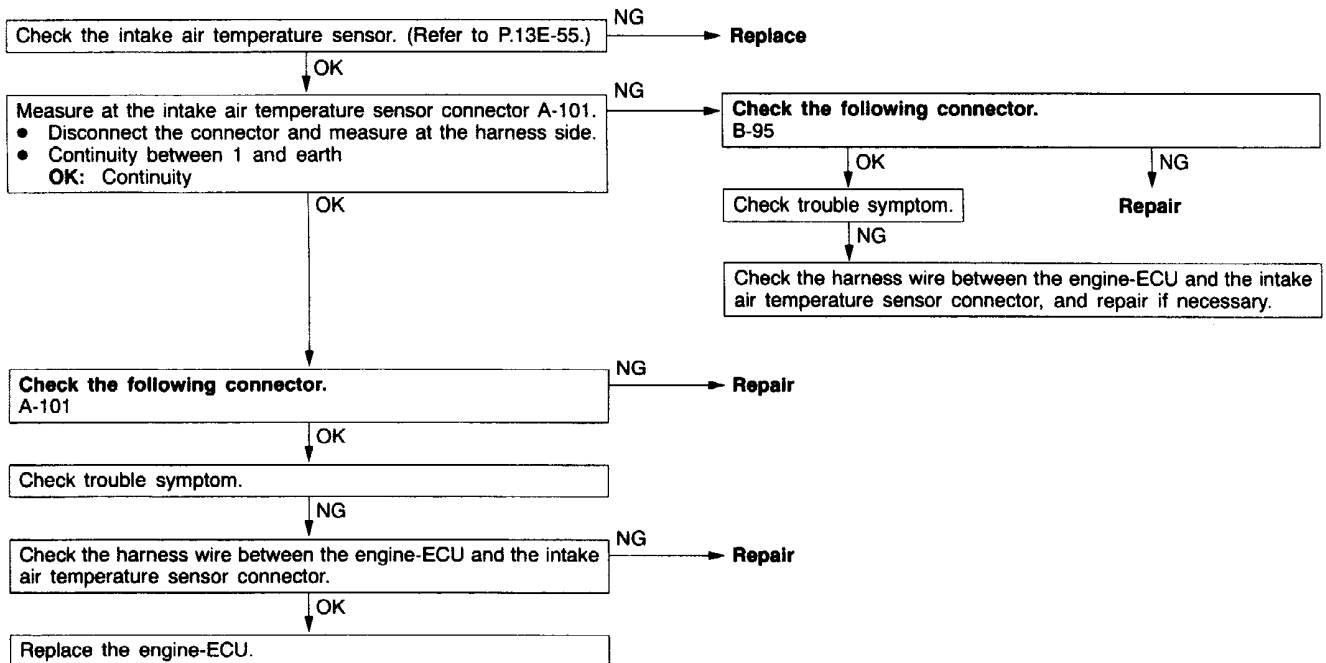 Check the intake air temperature sensor. (Refer to P.13E-55.)
NG
Replace
OK
Measure at the intake air temperature sensor connector A-101.
● Disconnect the connector and measure at the harness side.
● Continuity between 1 and earth
OK: Continuity
NG
Check the following connector.
B-95
OK
NG
Check trouble symptom.
Repair
NG
Check the harness wire between the engine-ECU and the intake
air temperature sensor connector, and repair if necessary.
OK
Check the following connector.
A-101
NG
Repair
OK
Check trouble symptom.
NG
Check the harness wire between the engine-ECU and the intake
air temperature sensor connector.
NG
Repair
OK
Replace the engine-ECU.